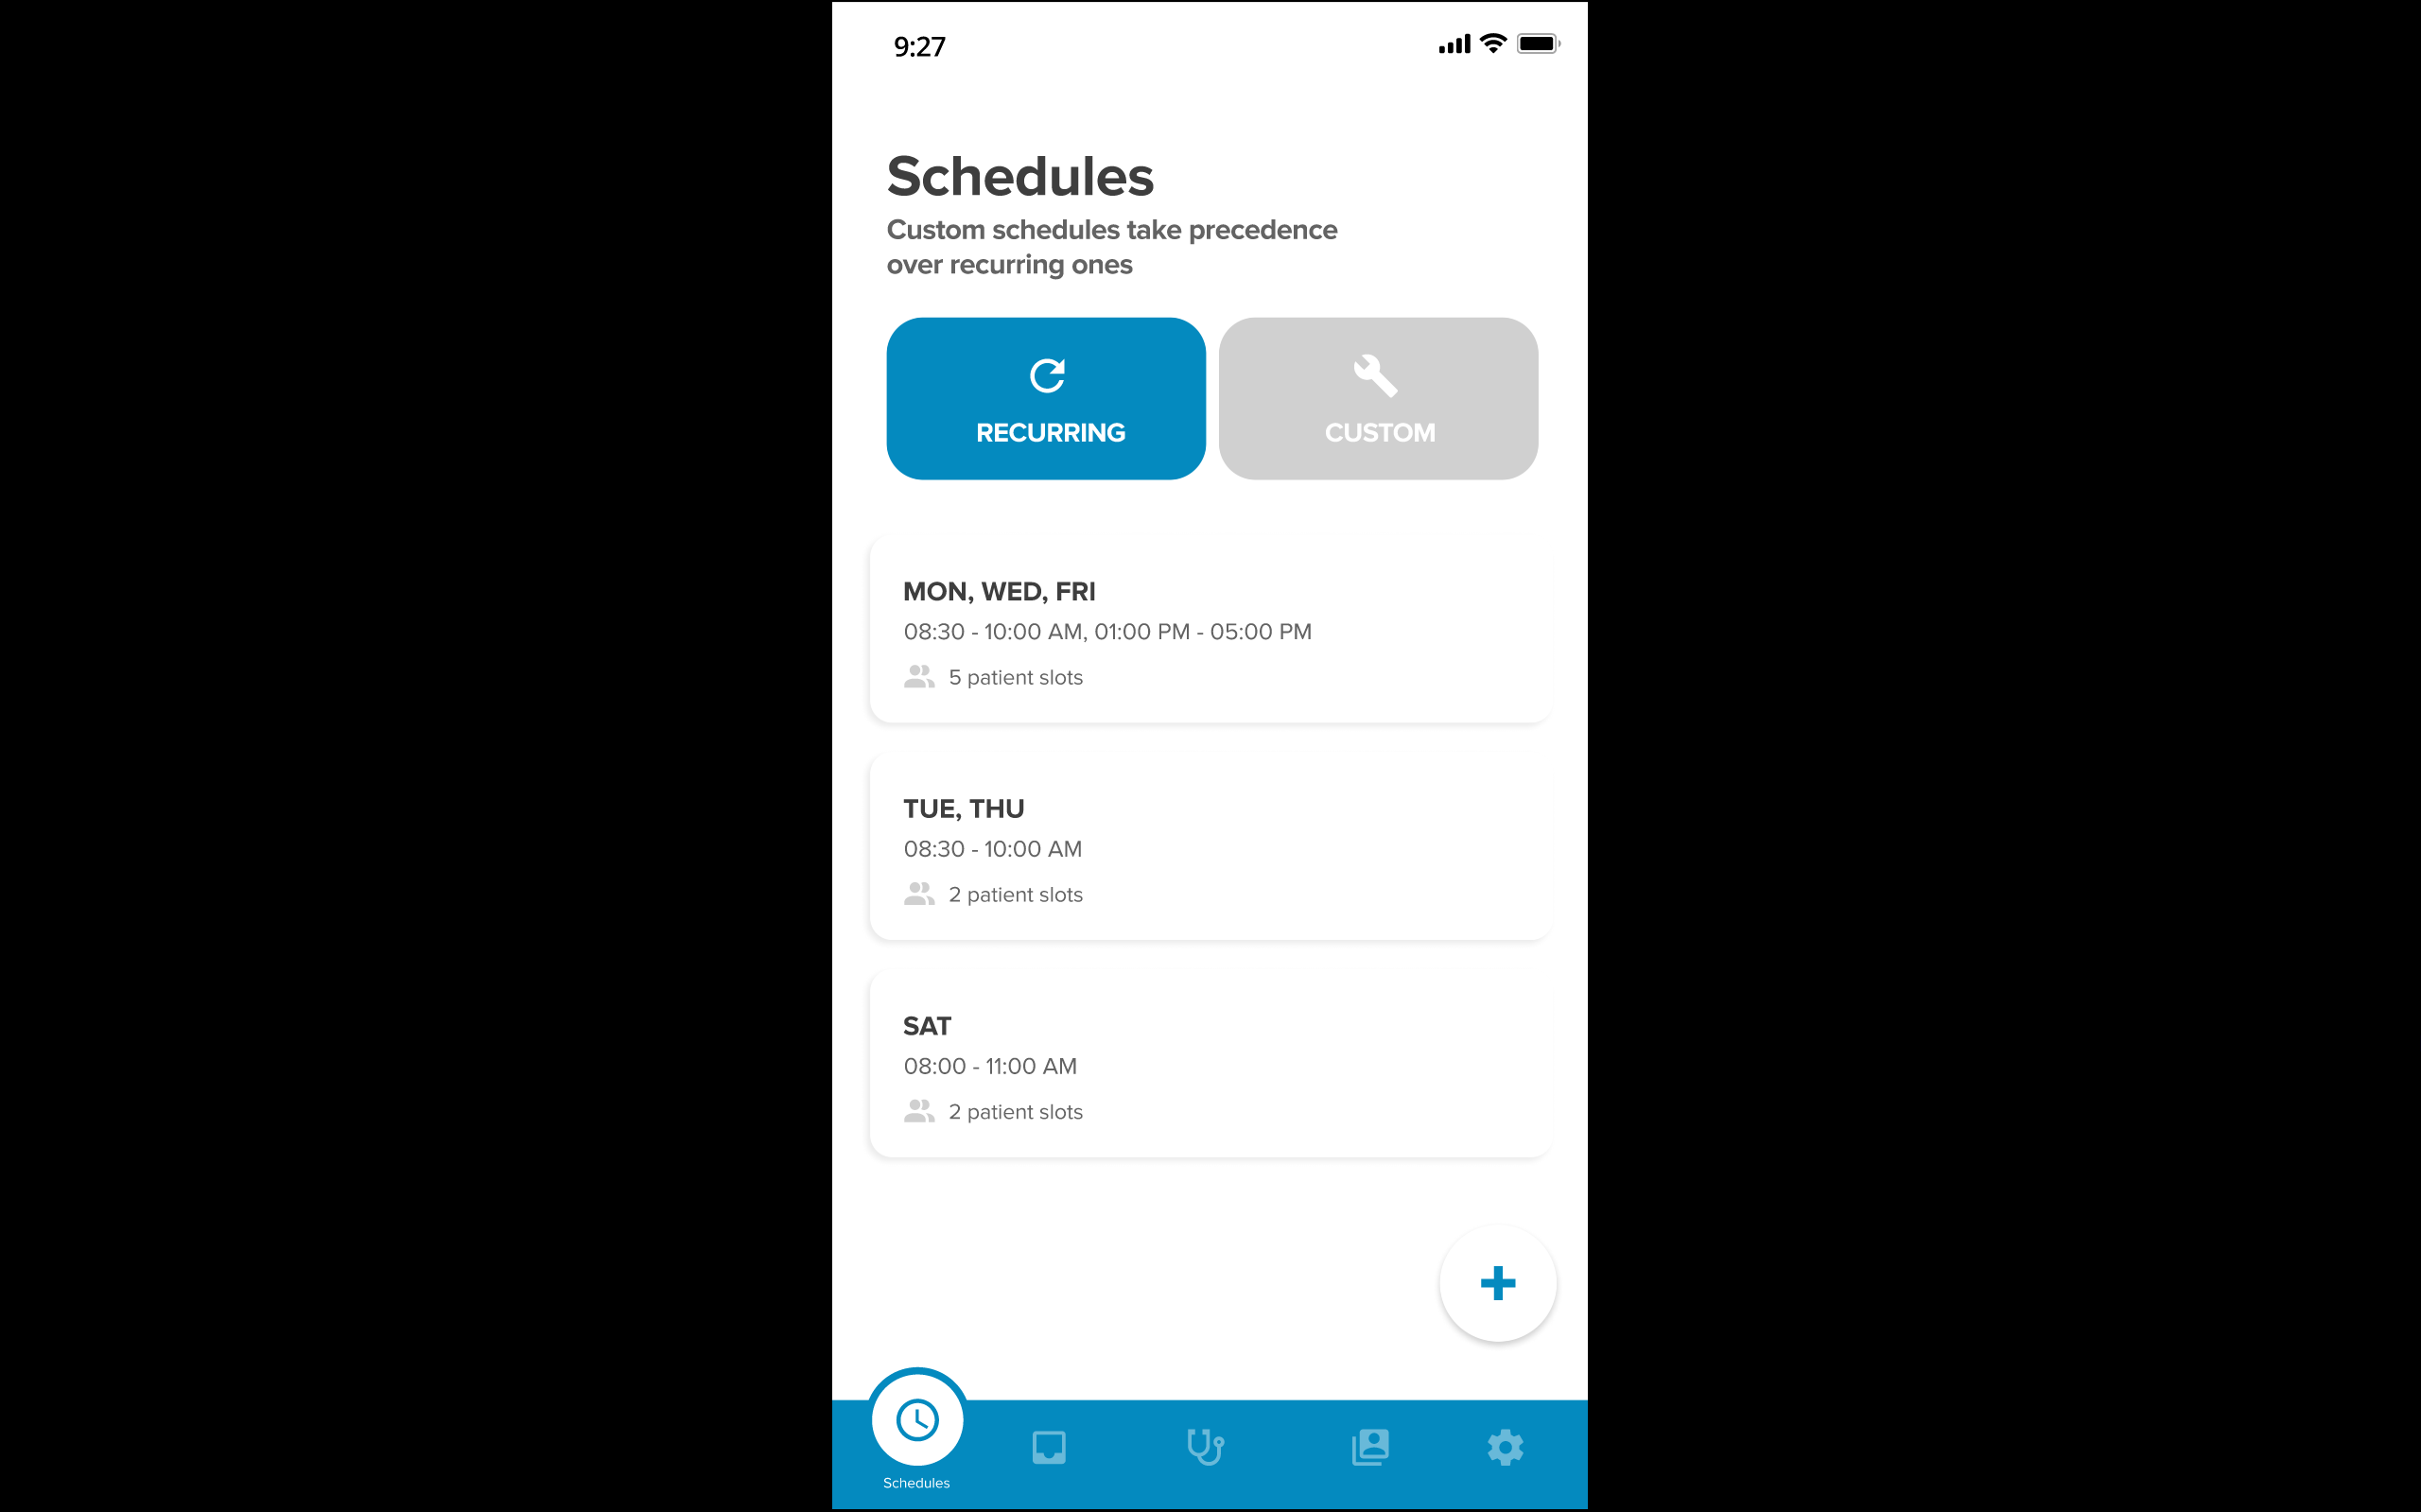 9:27
Schedules
Custom schedules take precedence
over recurring ones
RECURRING
CUSTOM
MON, WED, FRI
08:30 - 10:00 AM, 01:00 PM - 05:00 PM
5 patient slots
TUE, THU
08:30 - 10:00 AM
2 patient slots
SAT
08:00 - 11:00 AM
2 patient slots
Schedules